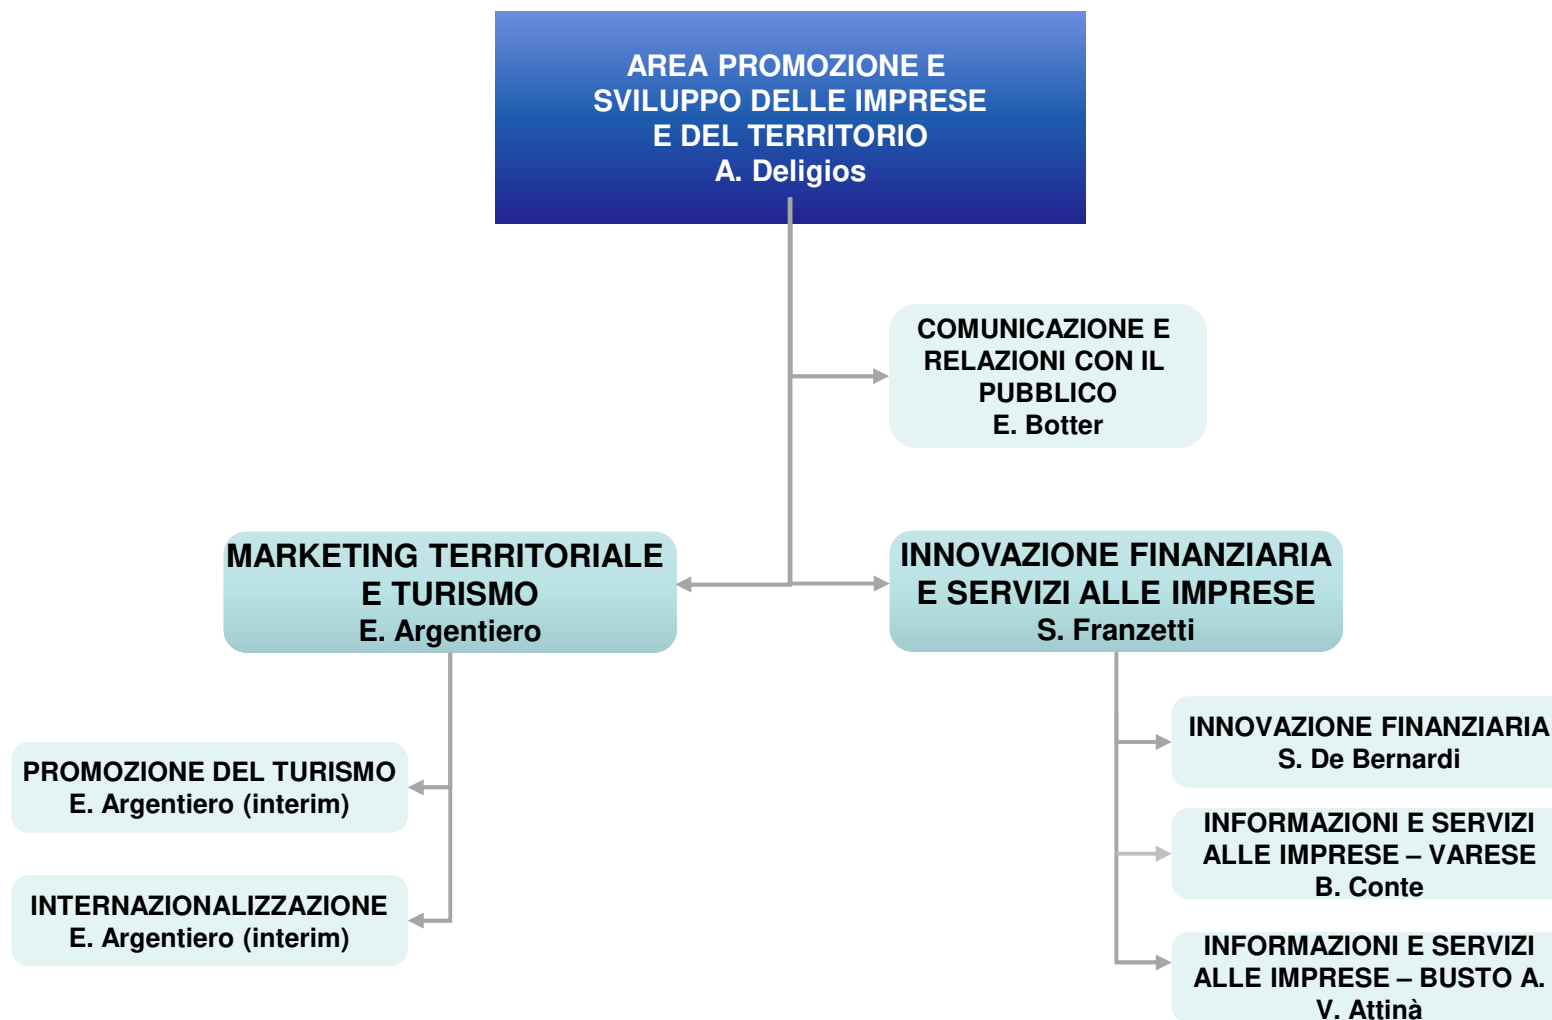 AREA PROMOZIONE E
SVILUPPO DELLE IMPRESE
E DEL TERRITORIO
A. Deligios
COMUNICAZIONE E
RELAZIONI CON IL
PUBBLICO
E. Botter
MARKETING TERRITORIALE
E TURISMO
E. Argentiero
INNOVAZIONE FINANZIARIA
E SERVIZI ALLE IMPRESE
S. Franzetti
PROMOZIONE DEL TURISMO
E. Argentiero (interim)
INTERNAZIONALIZZAZIONE
E. Argentiero (interim)
INNOVAZIONE FINANZIARIA
S. De Bernardi
INFORMAZIONI E SERVIZI
ALLE IMPRESE – VARESE
B. Conte
INFORMAZIONI E SERVIZI
ALLE IMPRESE – BUSTO A.
V. Attinà